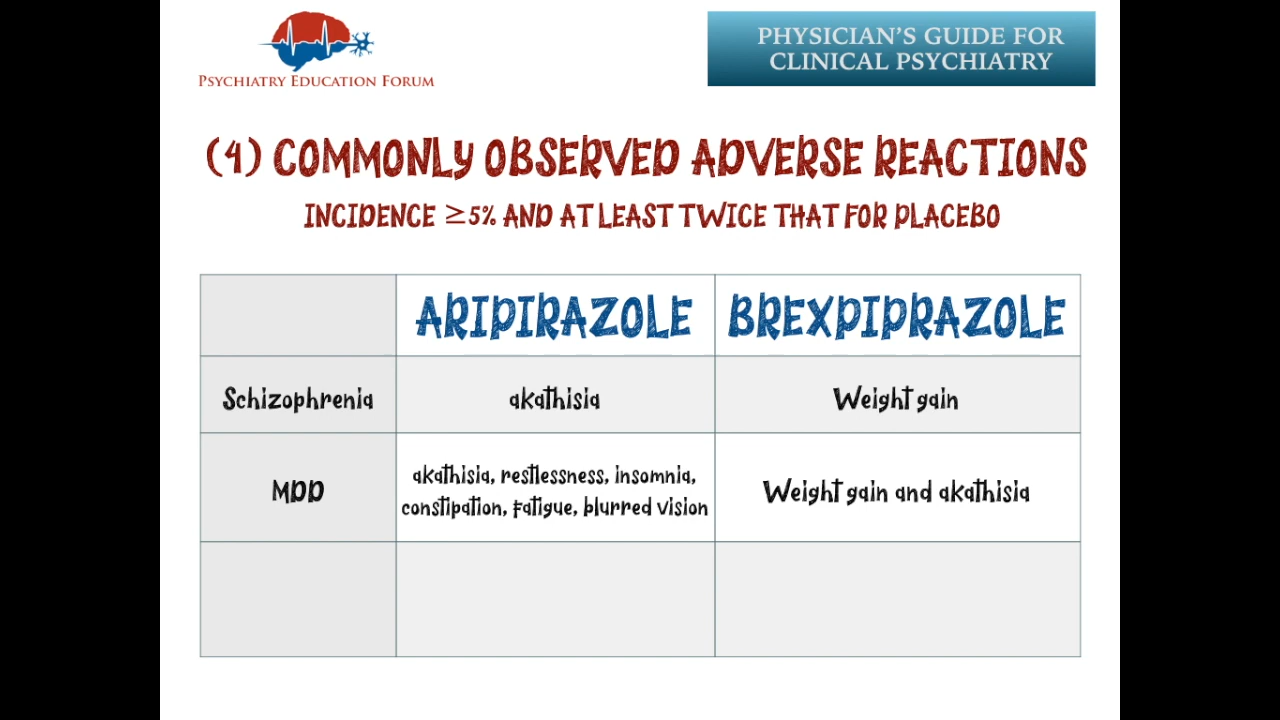 PSYCHIATRY EDUCATION FORUM
PHYSICIAN'S GUIDE FOR
CLINICAL PSYCHIATRY
(4) COMMONLY OBSERVED ADVERSE REACTIONS
INCIDENCE ≥5% AND AT LEAST TWICE THAT FOR PLACEBO
ARIPIRAZOLE
BREXPIPRAZOLE
Schizophrenia
akathisia
Weight gain
MDD
akathisia, restlessness, insomnia,
constipation, fatigue, blurred vision
Weight gain and akathisia